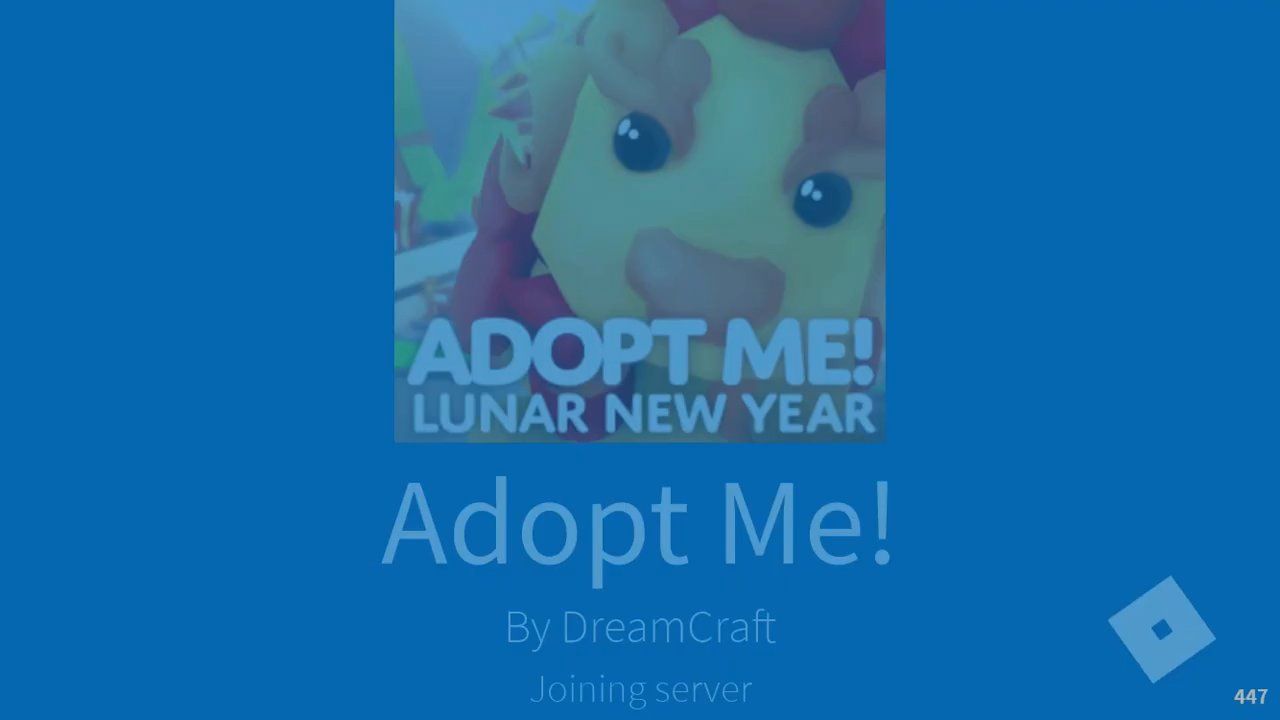 ADOPT ME!
LUNAR NEW YEAR
Adopt Me!
By DreamCraft
Joining server
447